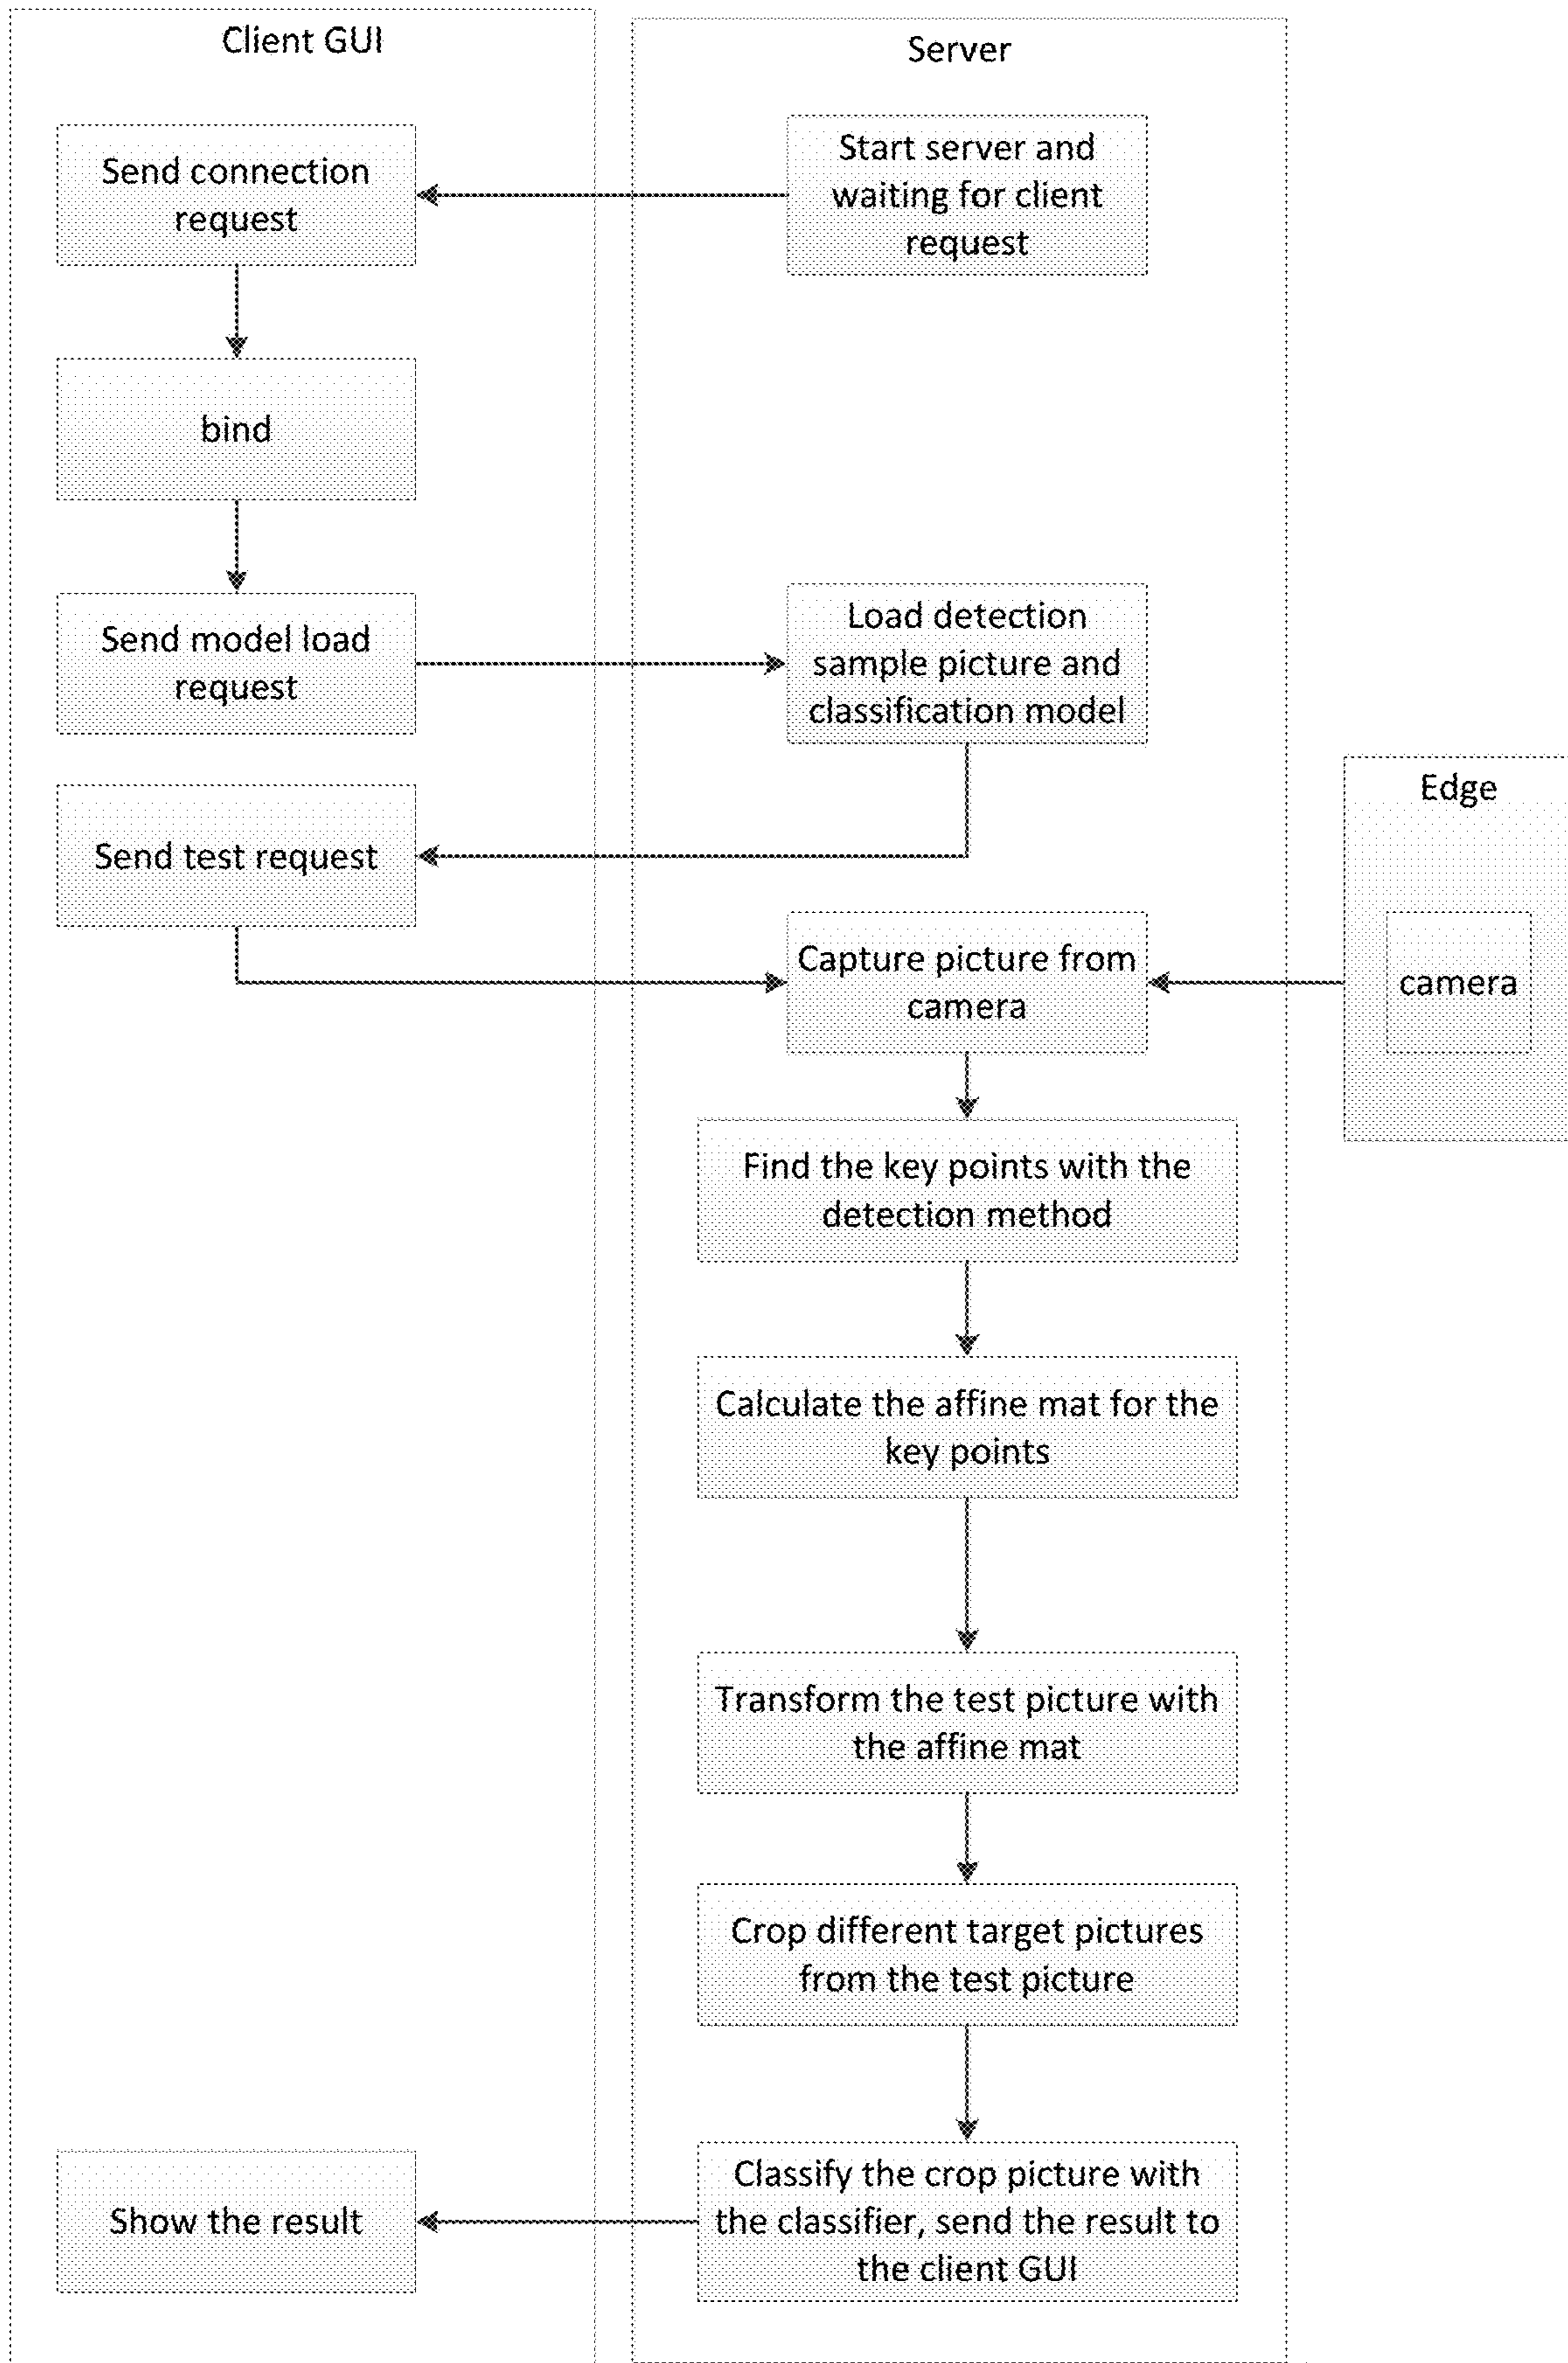 Client GUI
Server
Send connection
request
Start server and
waiting for client
request
bind
Send model load
request
Load detection
sample picture and
classification model
Edge
Send test request
Capture picture from
camera
camera
Find the key points with the
detection method
Calculate the affine mat for the
key points
Transform the test picture with
the affine mat
Crop different target pictures
from the test picture
Show the result
Classify the crop picture with
the classifier, send the result to
the client GUI